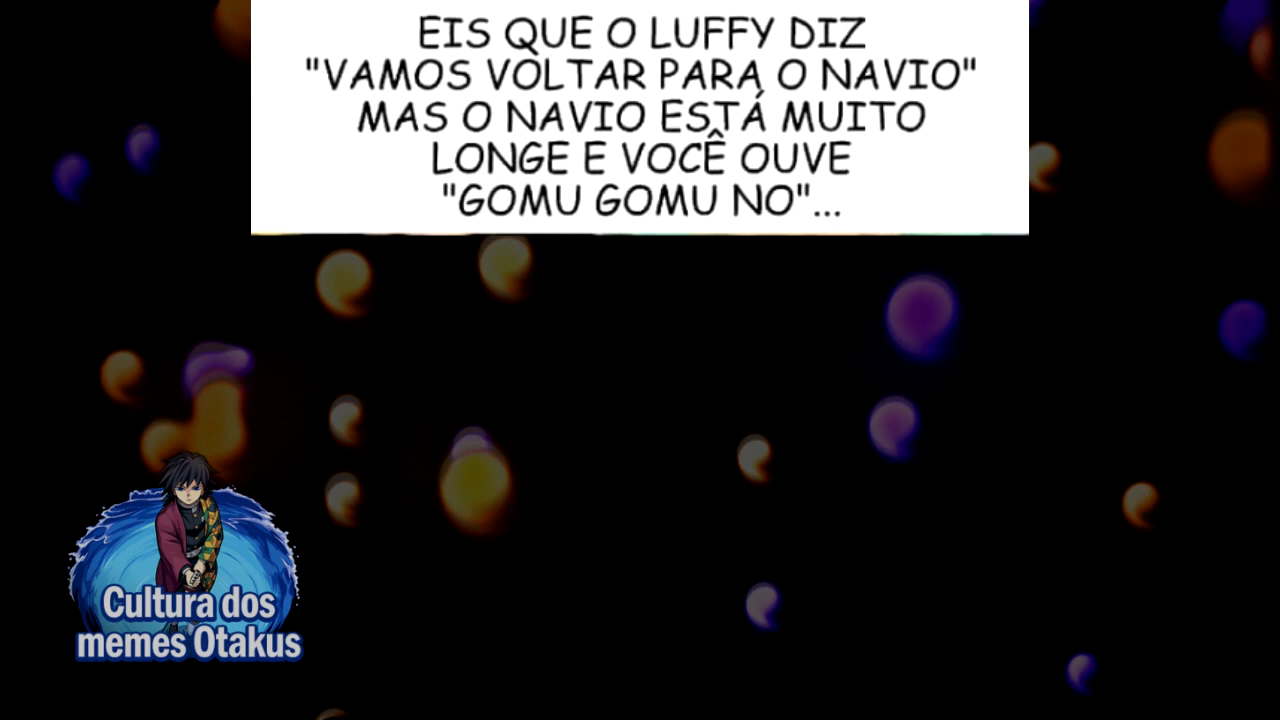 EIS QUE O LUFFY DIZ
"VAMOS VOLTAR PARA O NAVIO"
MAS O NAVIO ESTÁ MUITO
LONGE E VOCÊ OUVE
"GOMU GOMU NO"...
Cultura dos
memes Otakus